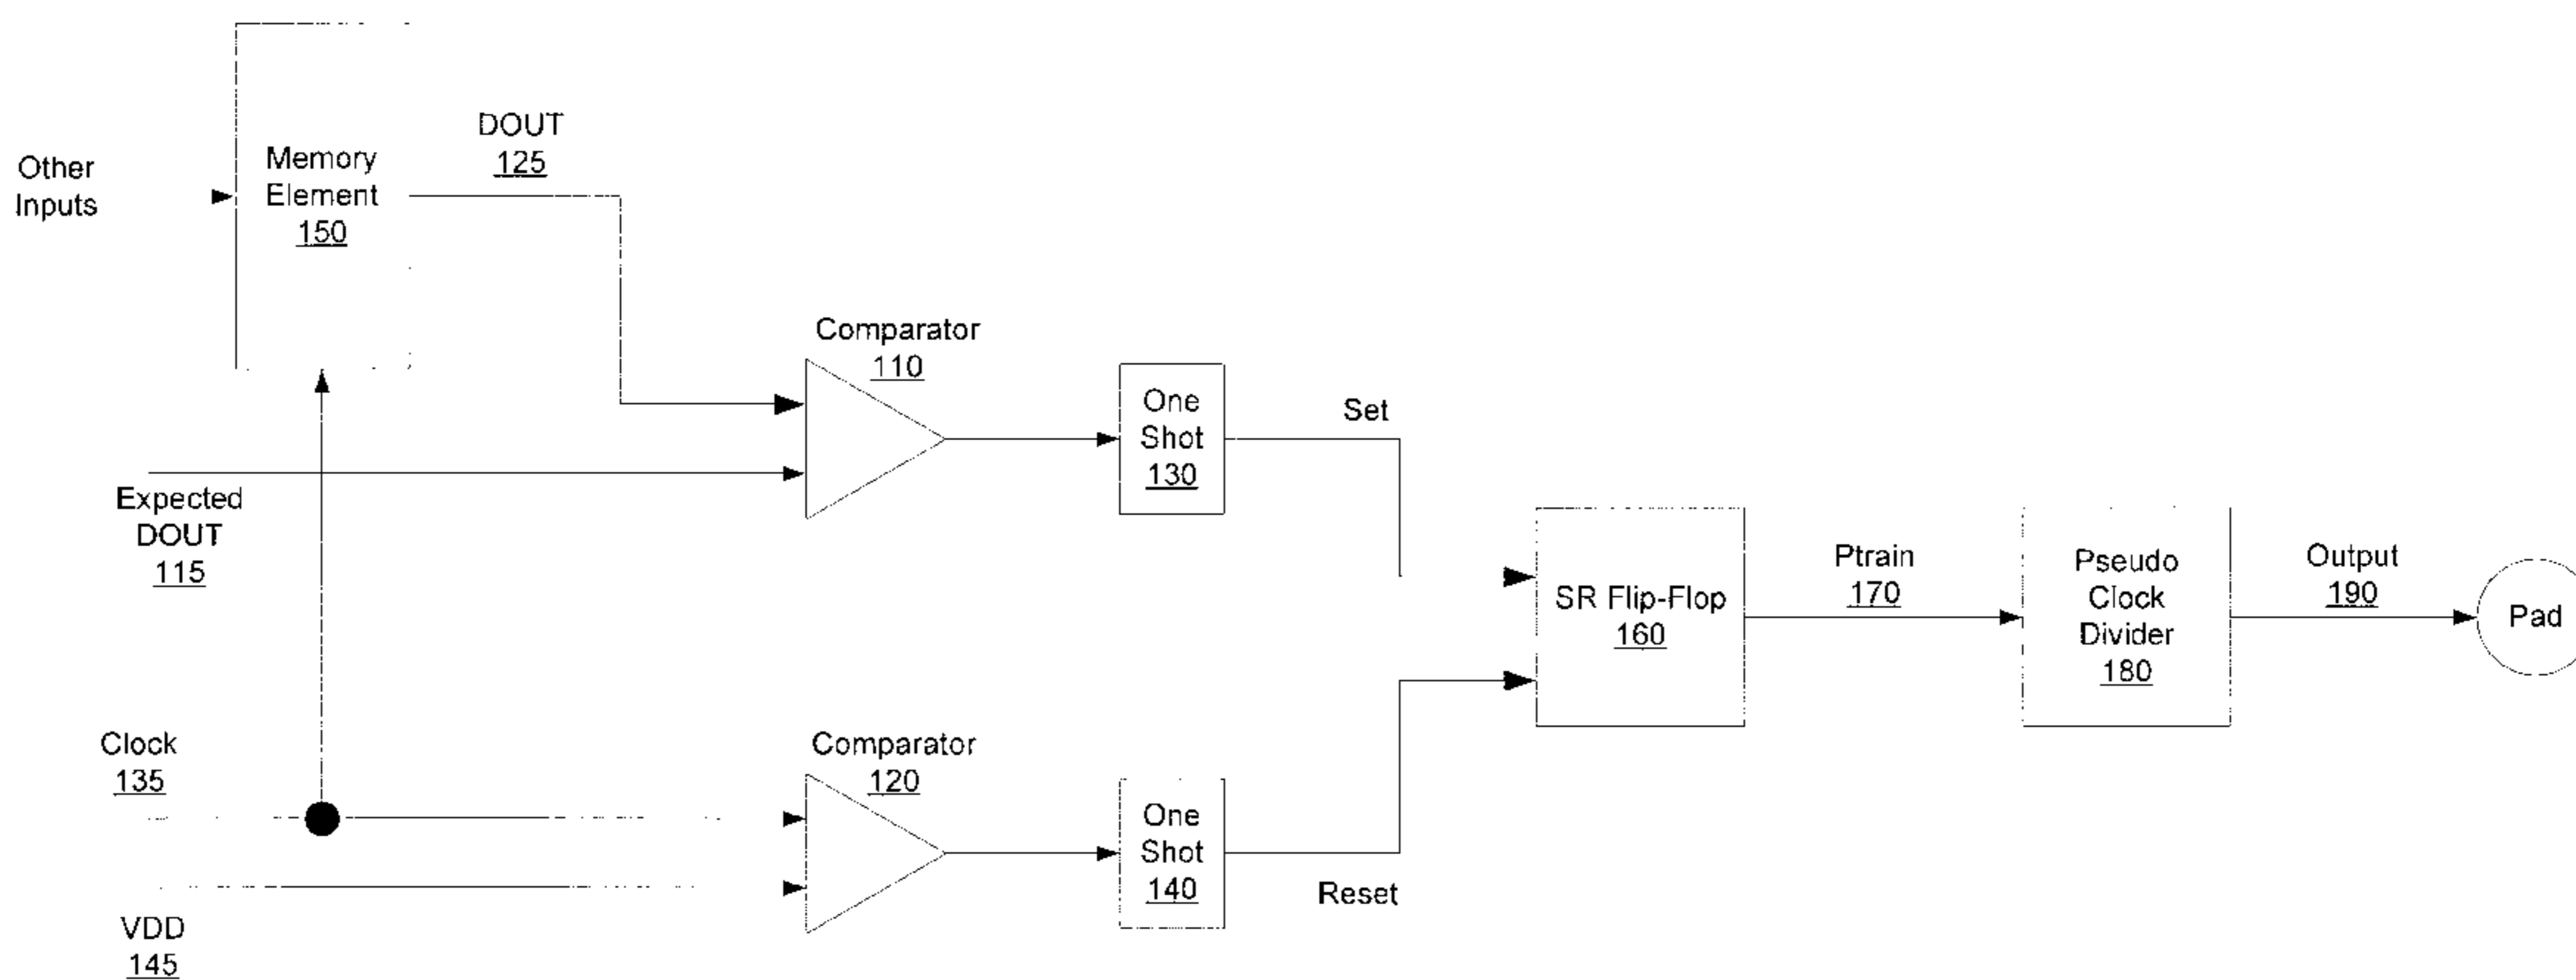 Other
Inputs
Memory
Element
150
DOUT
125
Comparator
110
One
Shot
130
Set
Expected
DOUT
115
SR Flip-Flop
160
Ptrain
170
Pseudo
Clock
Divider
180
Output
190
Pad
Clock
135
Comparator
120
One
Shot
140
Reset
VDD
145